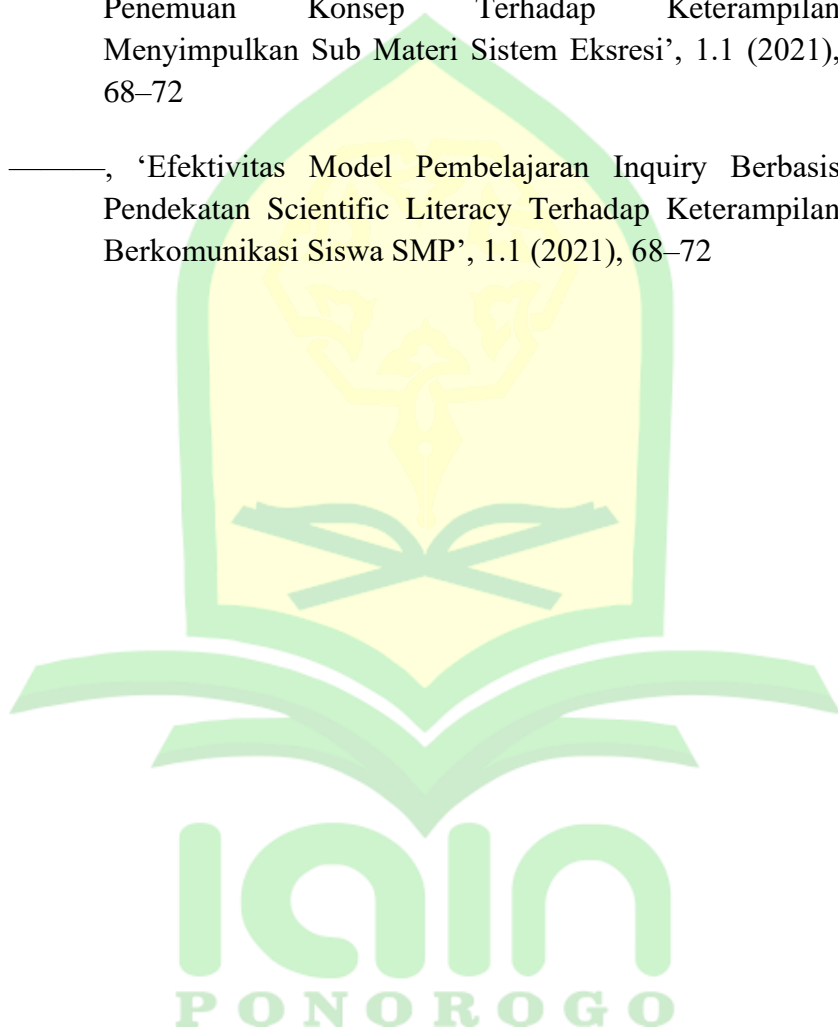 Penemuan Konsep Terhadap Keterampilan
Menyimpulkan Sub Materi Sistem Eksresi’, 1.1 (2021),
68–72
———, ‘Efektivitas Model Pembelajaran Inquiry Berbasis
Pendekatan Scientific Literacy Terhadap Keterampilan
Berkomunikasi Siswa SMP’, 1.1 (2021), 68–72
iain
PONOROGO